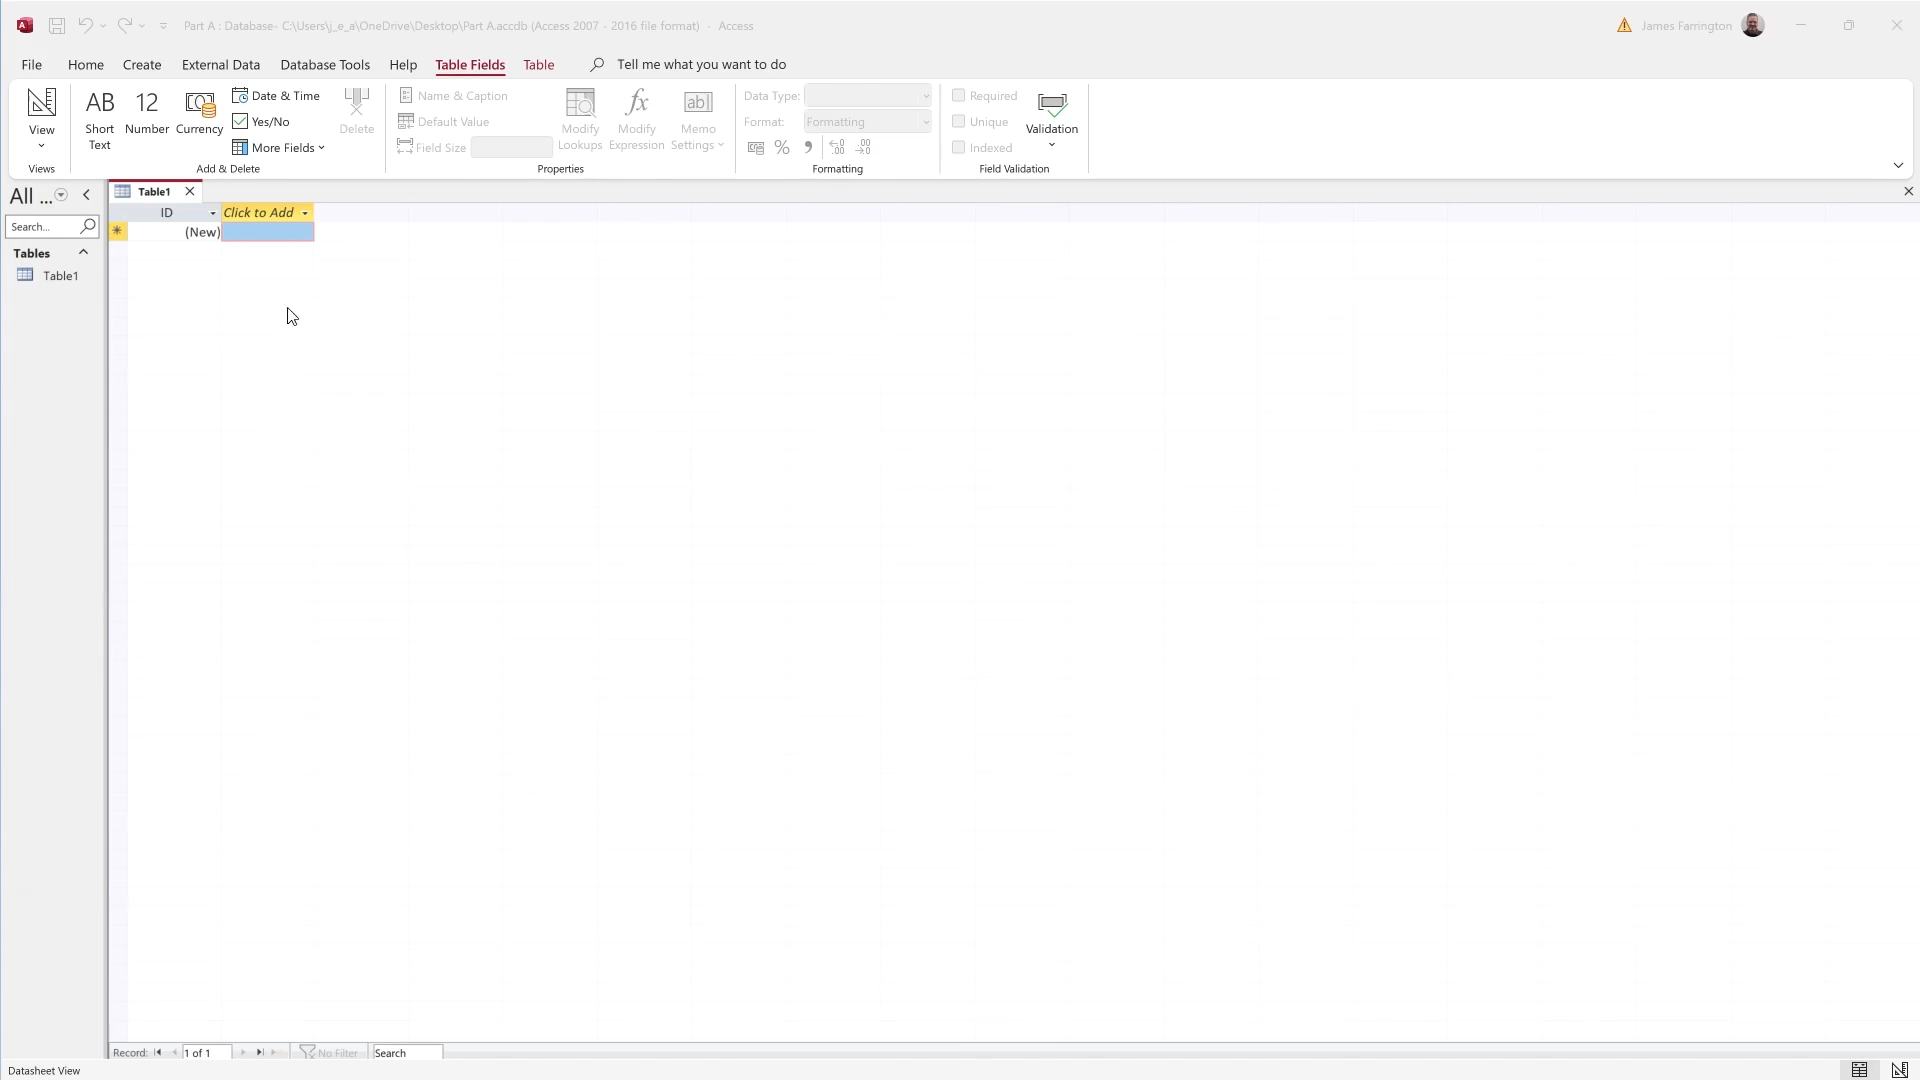 Part A : Database- C:\Users\j_e_a\OneDrive\Desktop\Part A.accdb (Access 2007 - 2016 file format) - Access
James Farrington
File Home Create External Data Database Tools Help Table Fields Table Tell me what you want to do
View
Views
AB
Short
Text
12
Number
Currency
Date & Time
Yes/No
More Fields
Delete
Add & Delete
Name & Caption
Default Value
Field Size
Modify
Lookups
fx
Modify
Expression
ab
Memo
Settings
Properties
Data Type:
Format: Formatting
% , .00 .00
Formatting
Required
Unique
Indexed
Validation
Field Validation
All ...
Search...
Tables
Table1
Table1
ID Click to Add
(New)
Record: 1 of 1 No Filter Search
Datasheet View